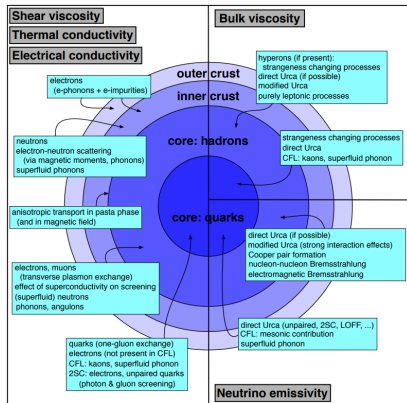 Shear viscosity
Thermal conductivity
Electrical conductivity
Bulk viscosity
electrons
(e-phonons + e-impurities)
hyperons (if present):
strangeness changing processes
direct Urca (if possible)
modified Urca
purely leptonic processes
outer crust
inner crust
neutrons
electron-neutron scattering
(via magnetic moments, phonons)
superfluid phonons
core: hadrons
strangeness changing processes
direct Urca
CFL: kaons, superfluid phonon
anisotropic transport in pasta phase
(and in magnetic field)
core: quarks
direct Urca (if possible)
modified Urca (strong interaction effects)
Cooper pair formation
nucleon-nucleon Bremsstrahlung
electromagnetic Bremsstrahlung
electrons, muons
(transverse plasmon exchange)
effect of superconductivity on screening
(superfluid) neutrons
phonons, angulons
direct Urca (unpaired, 2SC, LOFF, ...)
CFL: mesonic contribution
superfluid phonon
quarks (one-gluon exchange)
electrons (not present in CFL)
CFL: kaons, superfluid phonon
2SC: electrons, unpaired quarks
(photon & gluon screening)
Neutrino emissivity